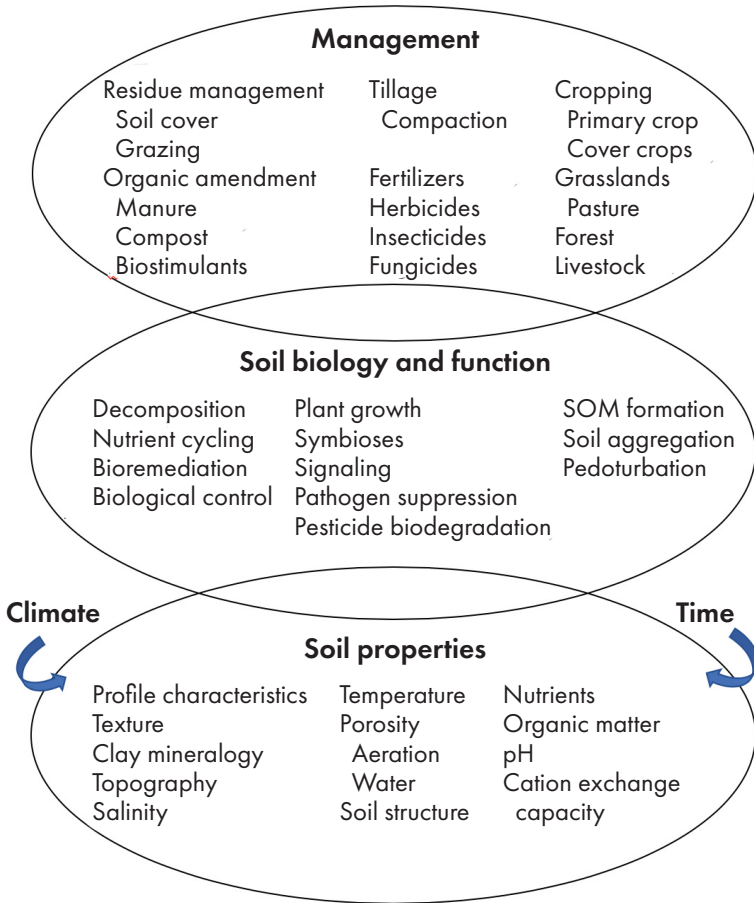 Management
Residue management
Soil cover
Grazing
Organic amendment
Manure
Compost
Biostimulants
Tillage
Compaction
Fertilizers
Herbicides
Insecticides
Fungicides
Cropping
Primary crop
Cover crops
Grasslands
Pasture
Forest
Livestock
Soil biology and function
Decomposition
Nutrient cycling
Bioremediation
Biological control
Plant growth
Symbioses
Signaling
Pathogen suppression
Pesticide biodegradation
SOM formation
Soil aggregation
Pedoturbation
Climate
Time
Soil properties
Profile characteristics
Texture
Clay mineralogy
Topography
Salinity
Temperature
Porosity
Aeration
Water
Soil structure
Nutrients
Organic matter
pH
Cation exchange
capacity